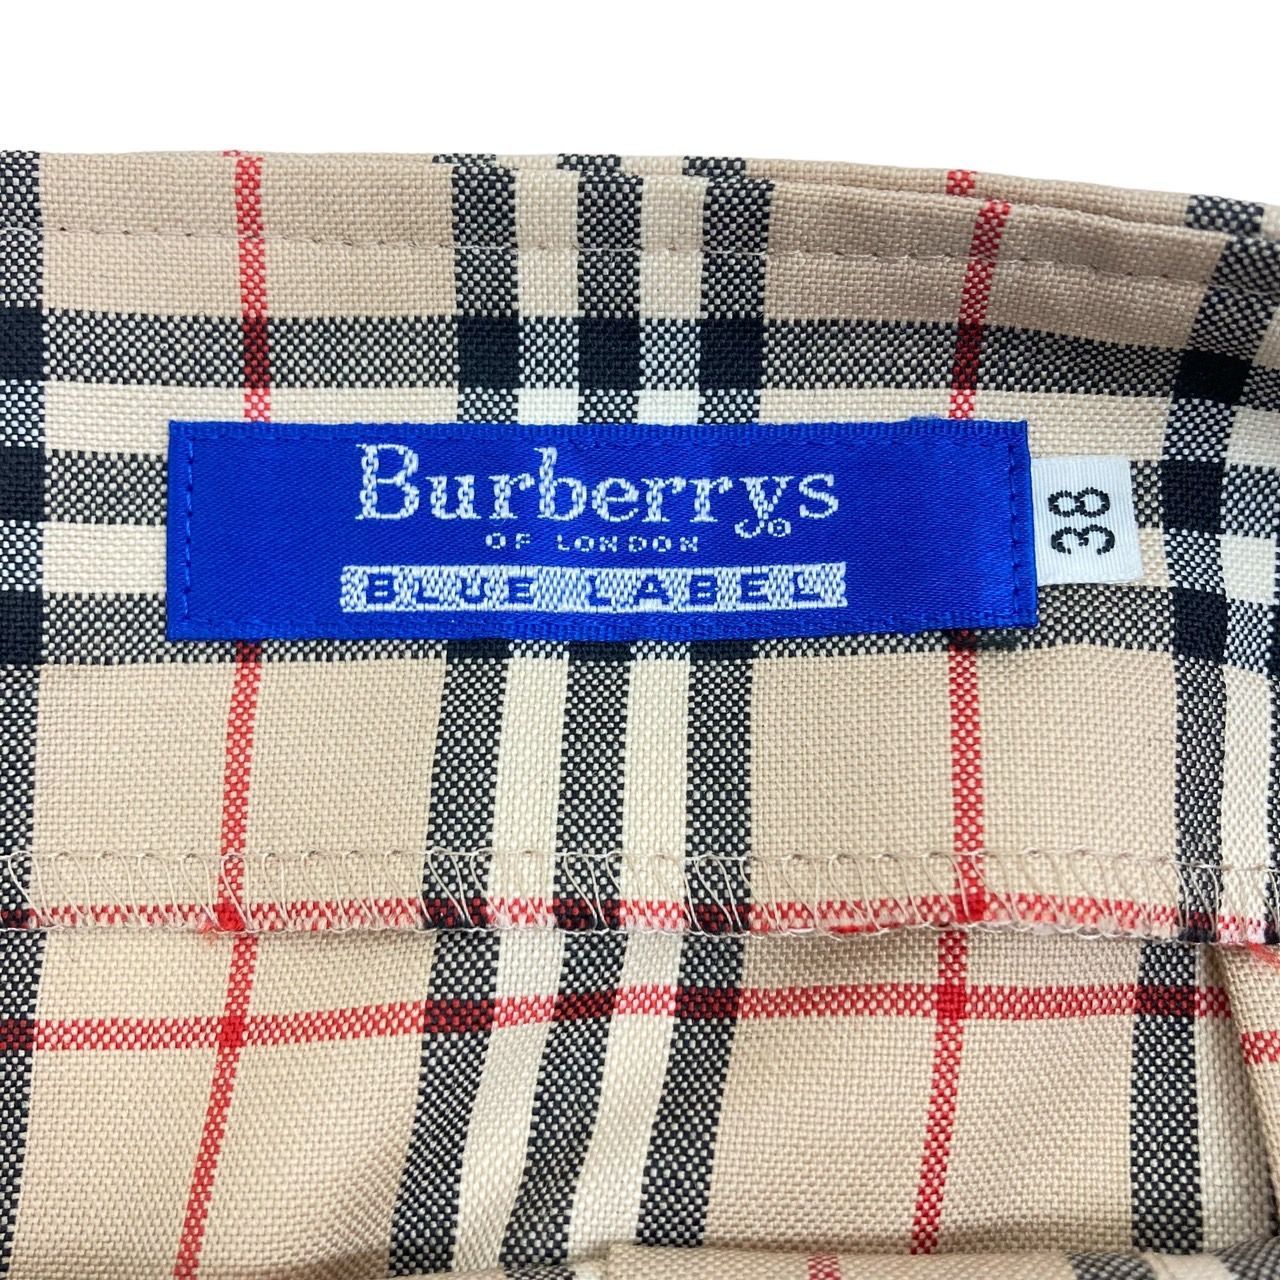 Burberrys®
OF LONDON
BLUE LABEL
38